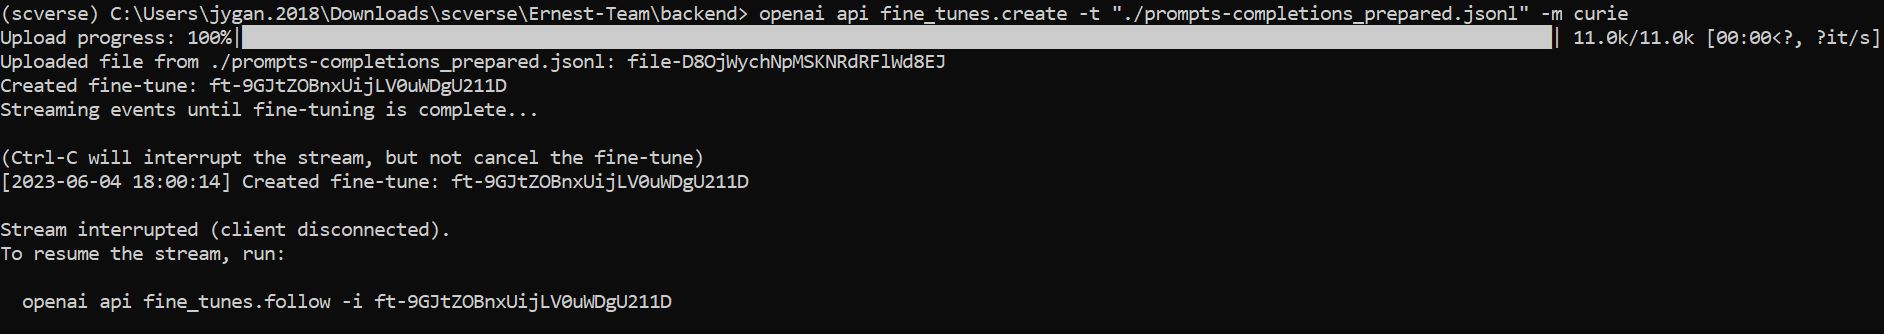 (scverse) C:\Users\jygan.2018\Downloads\scverse\Ernest-Team\backend> openai api fine_tunes.create -t "./prompts-completions_prepared.jsonl" -m curie
Upload progress: 100%|██████████| 11.0k/11.0k [00:00<?, ?it/s]
Uploaded file from ./prompts-completions_prepared.jsonl: file-D8OjWychNpMSKNRdRFlWd8EJ
Created fine-tune: ft-9GJtZOBnxUijLV0uWDgU211D
Streaming events until fine-tuning is complete...
(Ctrl-C will interrupt the stream, but not cancel the fine-tune)
[2023-06-04 18:00:14] Created fine-tune: ft-9GJtZOBnxUijLV0uWDgU211D
Stream interrupted (client disconnected).
To resume the stream, run:
openai api fine_tunes.follow -i ft-9GJtZOBnxUijLV0uWDgU211D